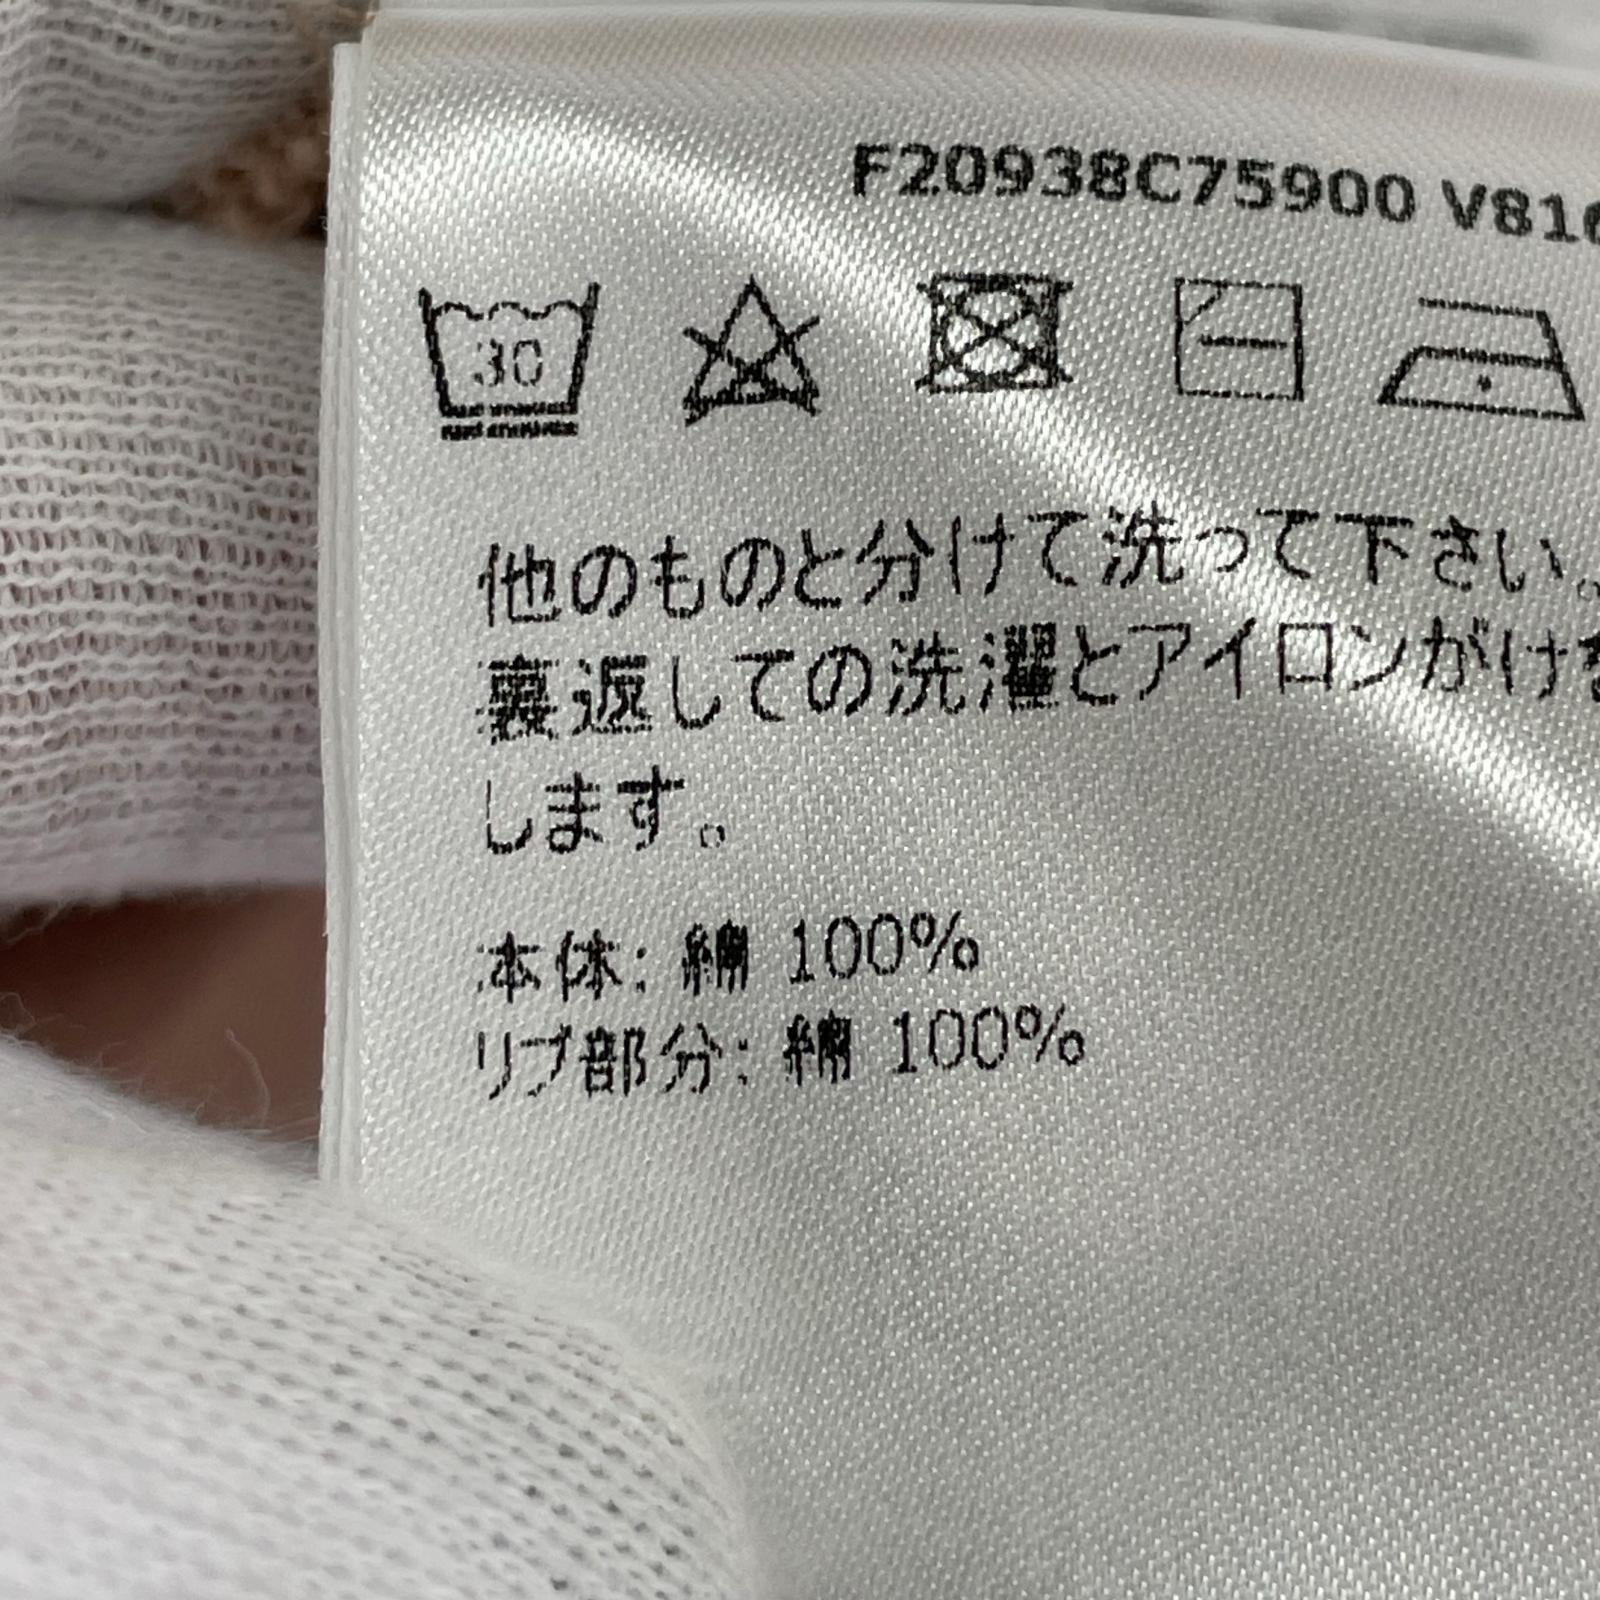 F20938C75900 V816
30
他のものと分けて洗って下さい。
裏返しての洗濯とアイロンがけを
します。
本体: 綿 100%
リブ部分: 綿 100%